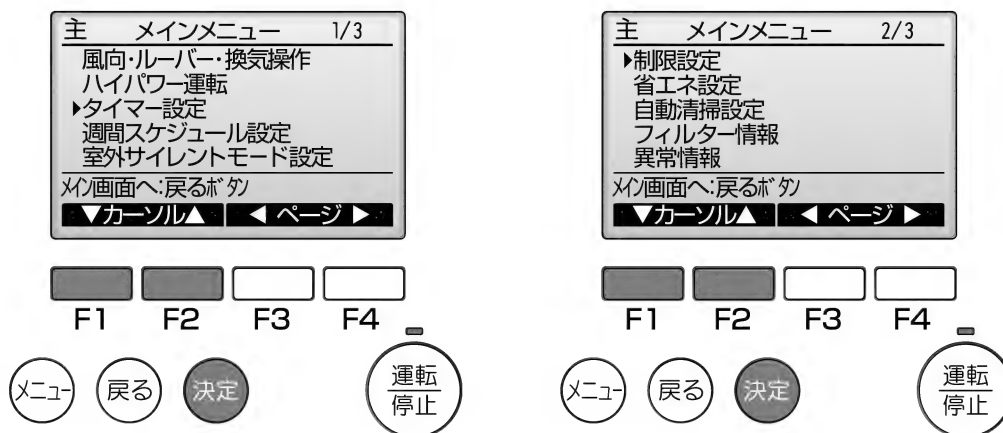 主 メインメニュー 1/3
風向・ルーバー・換気操作
ハイパワー運転
▶タイマー設定
週間スケジュール設定
室外サイレントモード設定
メイン画面へ:戻るボタン
▼カーソル▲ ◀ ページ ▶
F1 F2 F3 F4
メニュー 戻る 決定 運転
停止
主 メインメニュー 2/3
▶制限設定
省エネ設定
自動清掃設定
フィルター情報
異常情報
メイン画面へ:戻るボタン
▼カーソル▲ ◀ ページ ▶
F1 F2 F3 F4
メニュー 戻る 決定 運転
停止